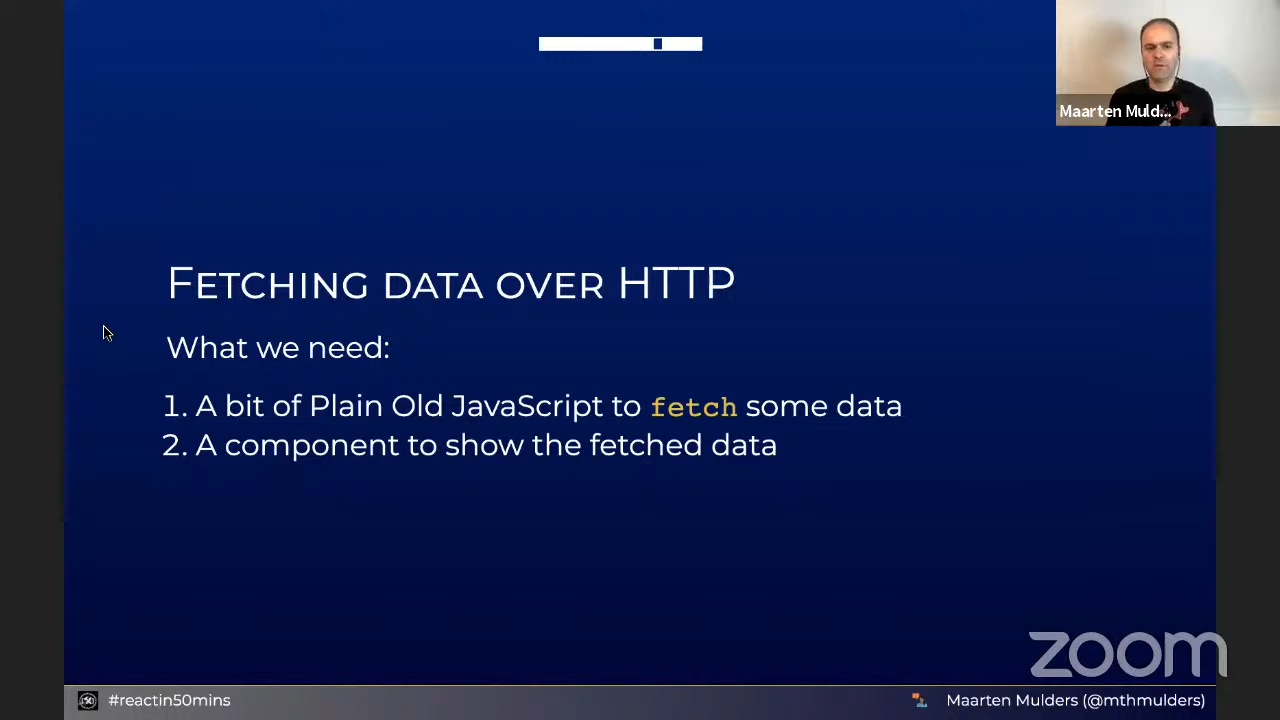 Maarten Muld...
Fetching data over HTTP
What we need:
1. A bit of Plain Old JavaScript to fetch some data
2. A component to show the fetched data
zoom
#reactin50mins
Maarten Mulders (@mthmulders)